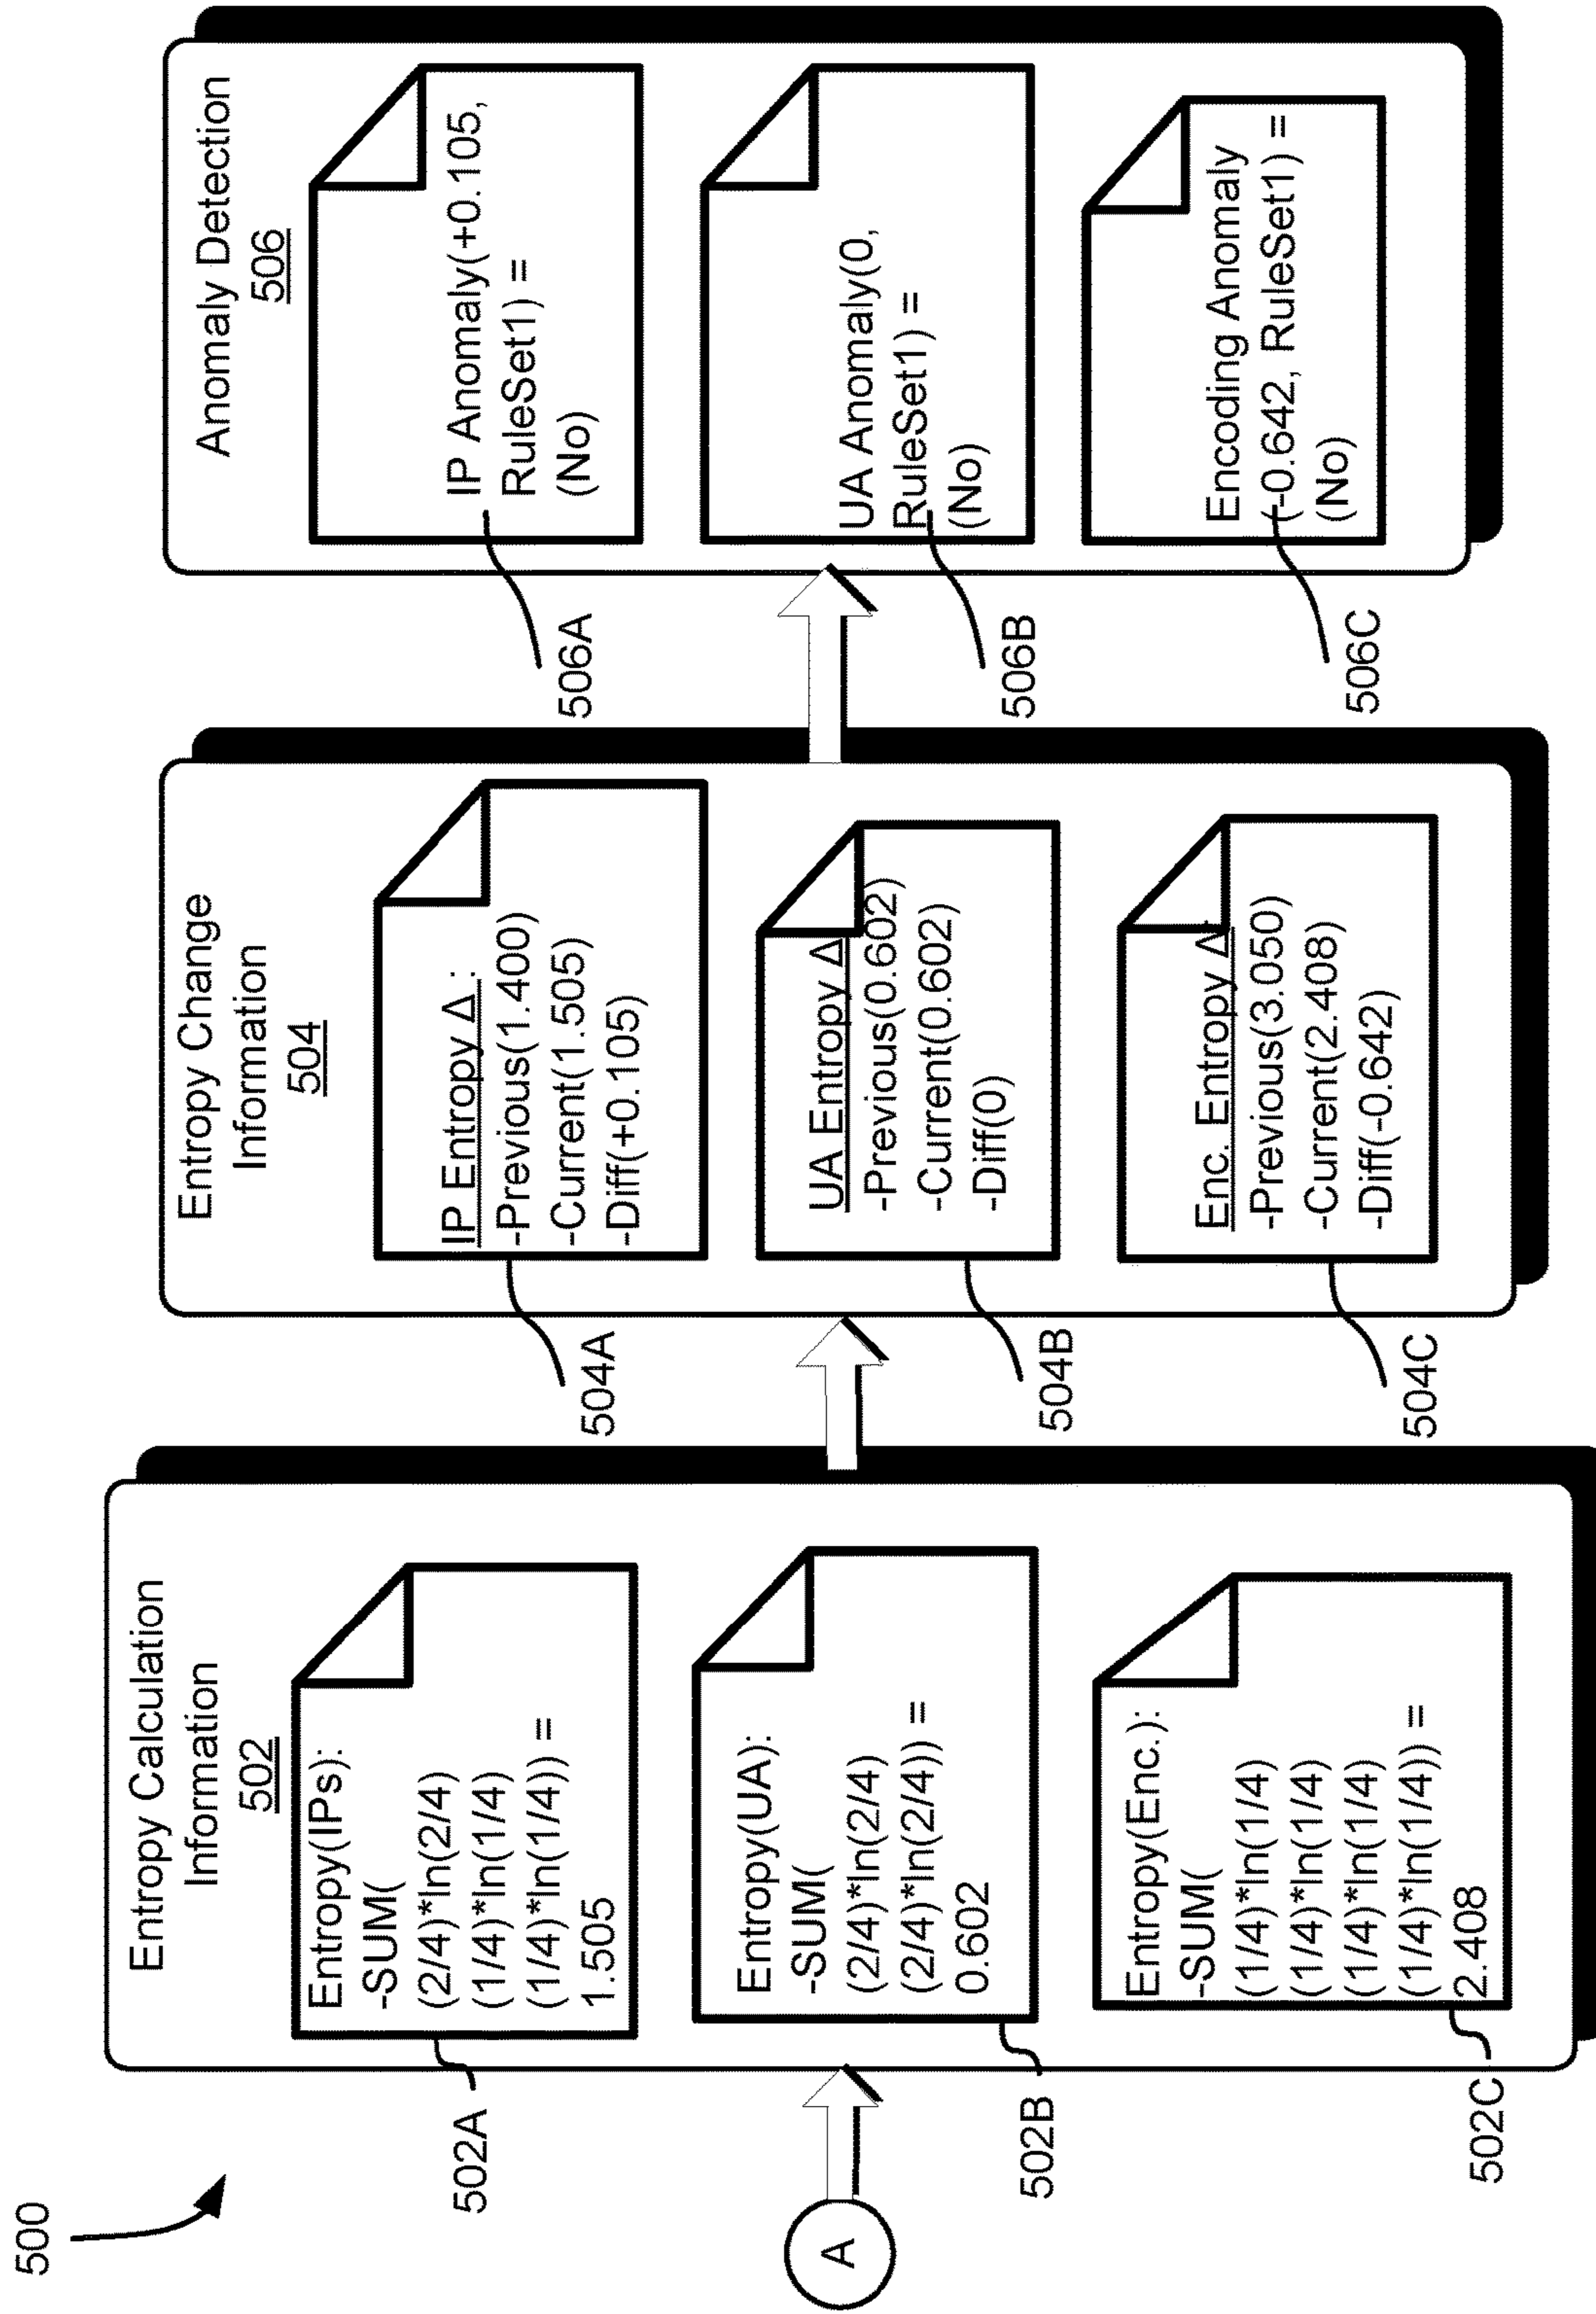 500
A
Entropy Calculation
Information
502
Entropy(IPs):
-SUM(
(2/4)*ln(2/4)
(1/4)*ln(1/4)
(1/4)*ln(1/4)) =
1.505
502A
Entropy(UA):
-SUM(
(2/4)*ln(2/4)
(2/4)*ln(2/4)) =
0.602
502B
Entropy(Enc.):
-SUM(
(1/4)*ln(1/4)
(1/4)*ln(1/4)
(1/4)*ln(1/4)
(1/4)*ln(1/4)) =
2.408
502C
Entropy Change
Information
504
IP Entropy Δ :
-Previous(1.400)
-Current(1.505)
-Diff(+0.105)
504A
UA Entropy Δ
-Previous(0.602)
-Current(0.602)
-Diff(0)
504B
Enc. Entropy Δ
-Previous(3.050)
-Current(2.408)
-Diff(-0.642)
504C
Anomaly Detection
506
IP Anomaly(+0.105,
RuleSet1) =
(No)
506A
UA Anomaly(0,
RuleSet1) =
(No)
506B
Encoding Anomaly
(-0.642, RuleSet1) =
(No)
506C